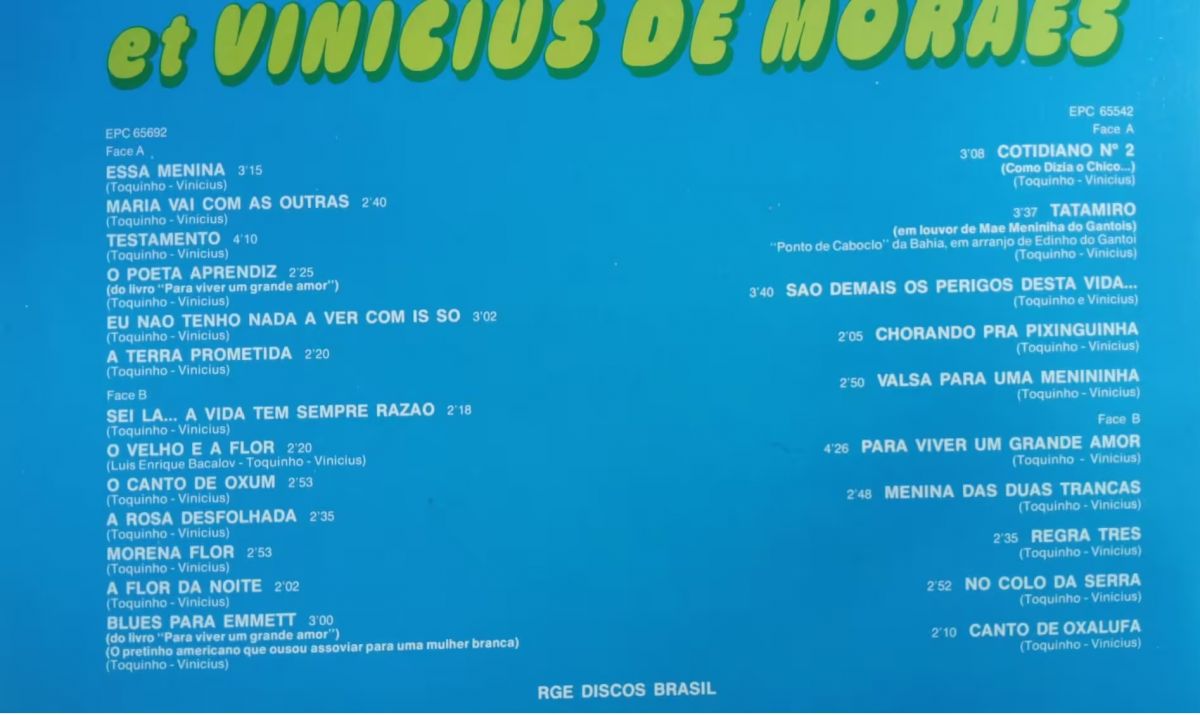 et VINICIUS DE MORAES
EPC 65692
Face A
ESSA MENINA 3'15
(Toquinho - Vinicius)
MARIA VAI COM AS OUTRAS 2'40
(Toquinho - Vinicius)
TESTAMENTO 4'10
(Toquinho - Vinicius)
O POETA APRENDIZ 2'25
(do livro "Para viver um grande amor")
(Toquinho - Vinicius)
EU NAO TENHO NADA A VER COM IS SO 3'02
(Toquinho - Vinicius)
A TERRA PROMETIDA 2'20
(Toquinho - Vinicius)
Face B
SEI LA... A VIDA TEM SEMPRE RAZAO 2'18
(Toquinho - Vinicius)
O VELHO E A FLOR 2'20
(Luis Enrique Bacalov - Toquinho - Vinicius)
O CANTO DE OXUM 2'53
(Toquinho - Vinicius)
A ROSA DESFOLHADA 2'35
(Toquinho - Vinicius)
MORENA FLOR 2'53
(Toquinho - Vinicius)
A FLOR DA NOITE 2'02
(Toquinho - Vinicius)
BLUES PARA EMMETT 3'00
(do livro "Para viver um grande amor")
(O pretinho americano que ousou assoviar para uma mulher branca)
(Toquinho - Vinicius)
EPC 65542
Face A
3'08 COTIDIANO N° 2
(Como Dizia o Chico...)
(Toquinho - Vinicius)
3'37 TATAMIRO
(em louvor de Mae Meniniha do Gantois)
"Ponto de Caboclo" da Bahia, em arranjo de Edinho do Gantoi
(Toquinho - Vinicius)
3'40 SAO DEMAIS OS PERIGOS DESTA VIDA...
(Toquinho e Vinicius)
2'05 CHORANDO PRA PIXINGUINHA
(Toquinho - Vinicius)
2'50 VALSA PARA UMA MENININHA
(Toquinho - Vinicius)
Face B
4'26 PARA VIVER UM GRANDE AMOR
(Toquinho - Vinicius)
2'48 MENINA DAS DUAS TRANCAS
(Toquinho - Vinicius)
2'35 REGRA TRES
(Toquinho - Vinicius)
2'52 NO COLO DA SERRA
(Toquinho - Vinicius)
2'10 CANTO DE OXALUFA
(Toquinho - Vinicius)
RGE DISCOS BRASIL